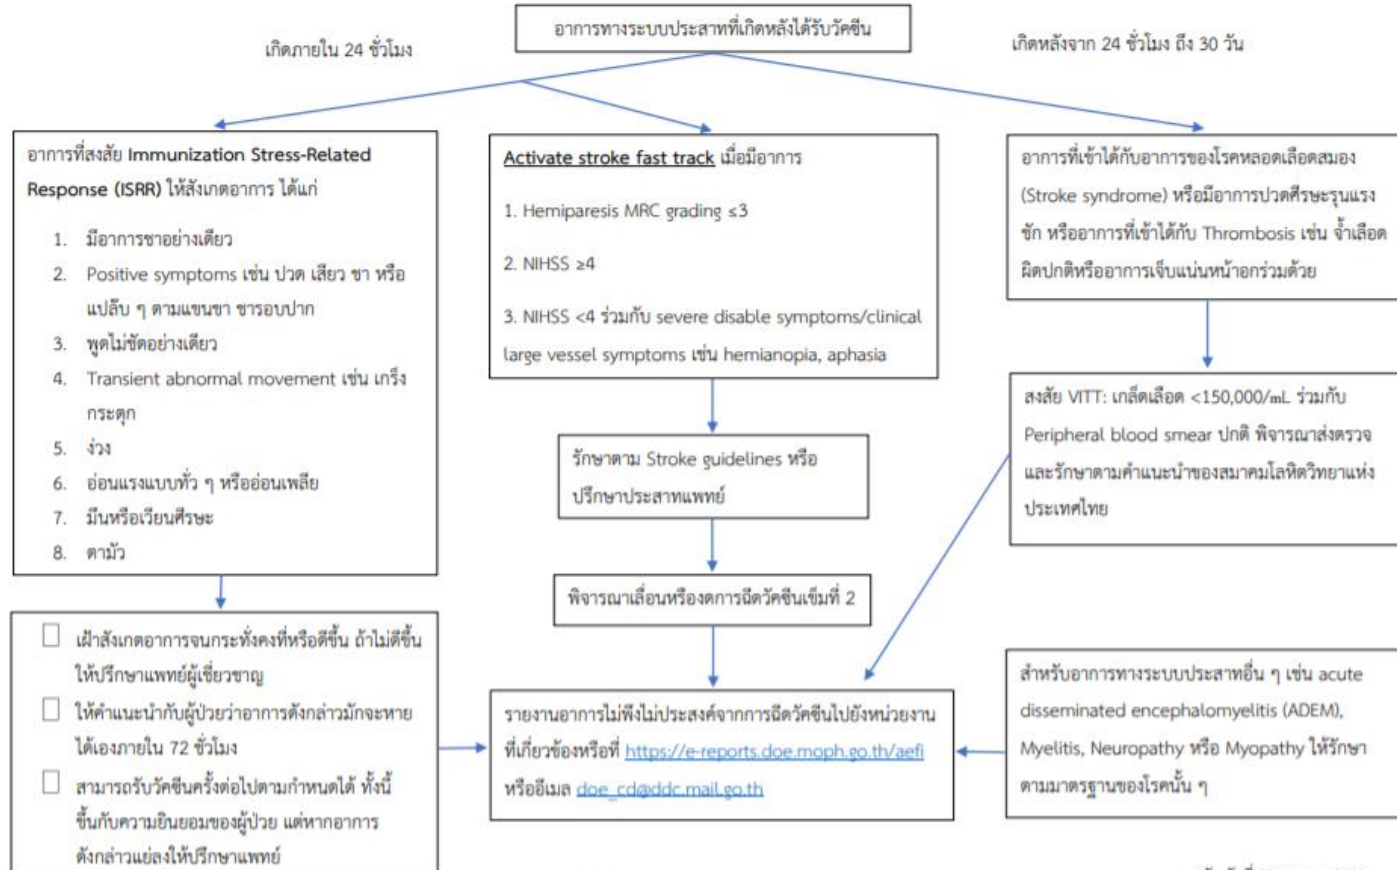 อาการทางระบบประสาทที่เกิดหลังได้รับวัคซีน
เกิดภายใน 24 ชั่วโมง
เกิดหลังจาก 24 ชั่วโมง ถึง 30 วัน
อาการที่สงสัย Immunization Stress-Related
Response (ISRR) ให้สังเกตอาการ ได้แก่
1. มีอาการชาอย่างเดียว
2. Positive symptoms เช่น ปวด เสียว ชา หรือ
แปล๊บ ๆ ตามแขนขา ชารอบปาก
3. พูดไม่ชัดอย่างเดียว
4. Transient abnormal movement เช่น เกร็ง
กระตุก
5. ง่วง
6. อ่อนแรงแบบทั่ว ๆ หรืออ่อนเพลีย
7. มึนหรือเวียนศีรษะ
8. ตามัว
☐ เฝ้าสังเกตอาการจนกระทั่งคงที่หรือดีขึ้น ถ้าไม่ดีขึ้น
ให้ปรึกษาแพทย์ผู้เชี่ยวชาญ
☐ ให้คำแนะนำกับผู้ป่วยว่าอาการดังกล่าวมักจะหาย
ได้เองภายใน 72 ชั่วโมง
☐ สามารถรับวัคซีนครั้งต่อไปตามกำหนดได้ ทั้งนี้
ขึ้นกับความยินยอมของผู้ป่วย แต่หากอาการ
ดังกล่าวแย่ลงให้ปรึกษาแพทย์
Activate stroke fast track เมื่อมีอาการ
1. Hemiparesis MRC grading ≤3
2. NIHSS ≥4
3. NIHSS <4 ร่วมกับ severe disable symptoms/clinical
large vessel symptoms เช่น hemianopia, aphasia
รักษาตาม Stroke guidelines หรือ
ปรึกษาประสาทแพทย์
พิจารณาเลื่อนหรืองดการฉีดวัคซีนเข็มที่ 2
รายงานอาการไม่พึงไม่ประสงค์จากการฉีดวัคซีนไปยังหน่วยงาน
ที่เกี่ยวข้องหรือที่ https://e-reports.doe.moph.go.th/aefi
หรืออีเมล doe_cd@ddc.mail.go.th
อาการที่เข้าได้กับอาการของโรคหลอดเลือดสมอง
(Stroke syndrome) หรือมีอาการปวดศีรษะรุนแรง
ชัก หรืออาการที่เข้าได้กับ Thrombosis เช่น จ้ำเลือด
ผิดปกติหรืออาการเจ็บแน่นหน้าอกร่วมด้วย
สงสัย VITT: เกล็ดเลือด <150,000/mL ร่วมกับ
Peripheral blood smear ปกติ พิจารณาส่งตรวจ
และรักษาตามคำแนะนำของสมาคมโลหิตวิทยาแห่ง
ประเทศไทย
สำหรับอาการทางระบบประสาทอื่น ๆ เช่น acute
disseminated encephalomyelitis (ADEM),
Myelitis, Neuropathy หรือ Myopathy ให้รักษา
ตามมาตรฐานของโรคนั้น ๆ